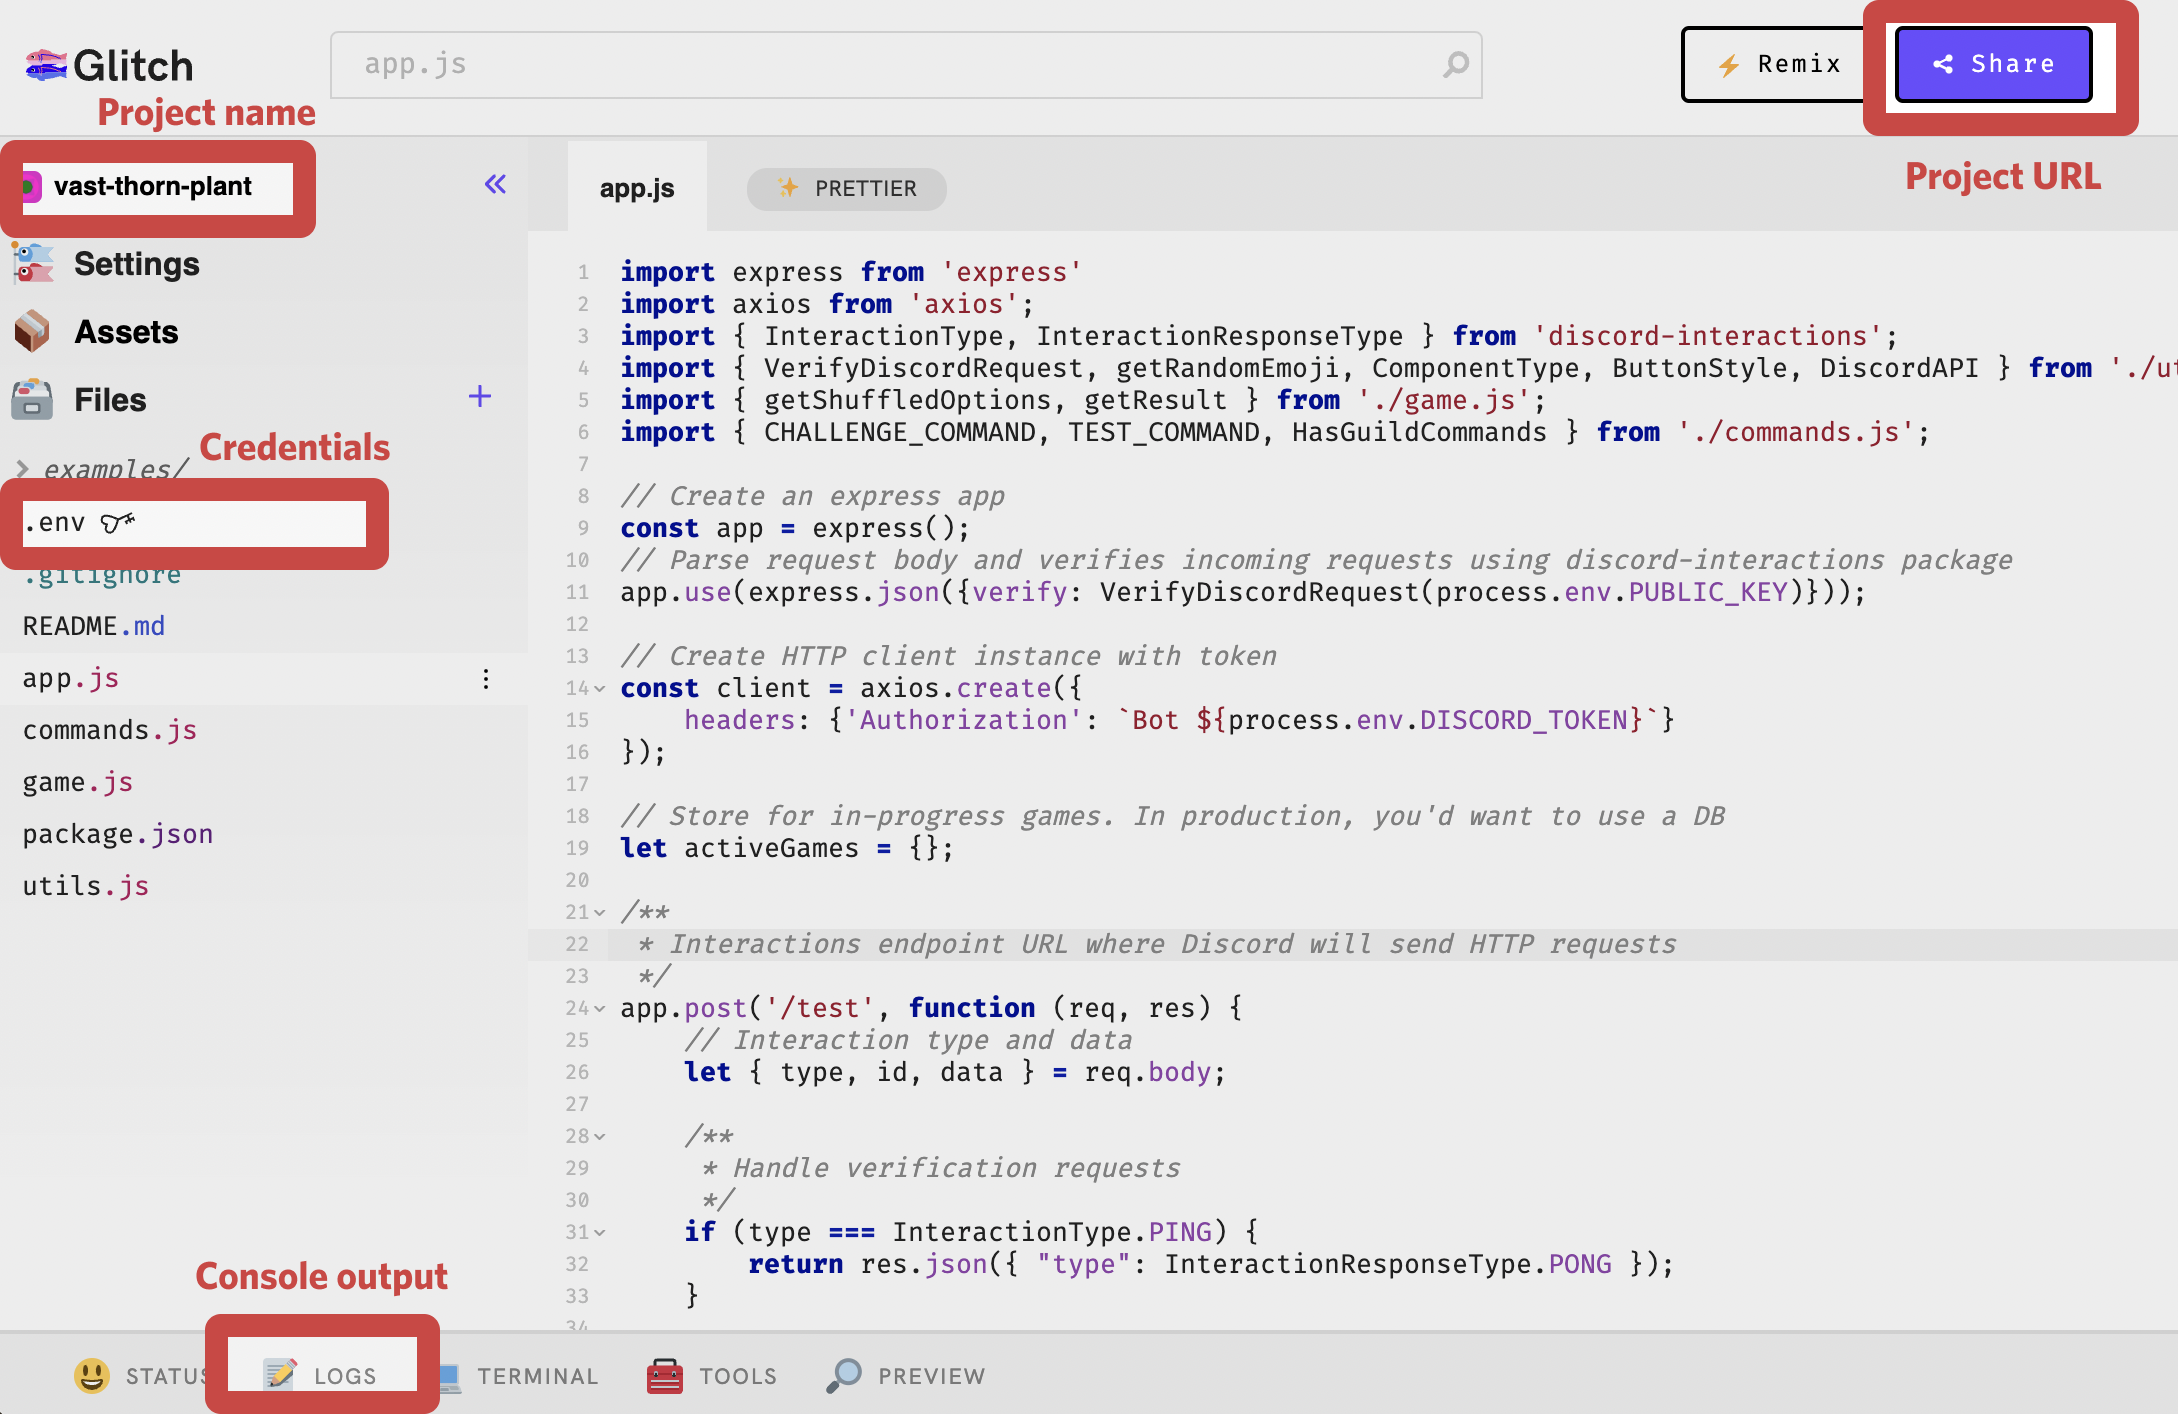 Glitch
app.js
Remix
Share
Project name
Project URL
vast-thorn-plant
Settings
Assets
Files
Credentials
examples/
.env
.gitignore
README.md
app.js
commands.js
game.js
package.json
utils.js
app.js
PRETTIER
1 import express from 'express'
2 import axios from 'axios';
3 import { InteractionType, InteractionResponseType } from 'discord-interactions';
4 import { VerifyDiscordRequest, getRandomEmoji, ComponentType, ButtonStyle, DiscordAPI } from './ut
5 import { getShuffledOptions, getResult } from './game.js';
6 import { CHALLENGE_COMMAND, TEST_COMMAND, HasGuildCommands } from './commands.js';
7
8 // Create an express app
9 const app = express();
10 // Parse request body and verifies incoming requests using discord-interactions package
11 app.use(express.json({verify: VerifyDiscordRequest(process.env.PUBLIC_KEY)}));
12
13 // Create HTTP client instance with token
14 const client = axios.create({
15 headers: {'Authorization': `Bot ${process.env.DISCORD_TOKEN}`}
16 });
17
18 // Store for in-progress games. In production, you'd want to use a DB
19 let activeGames = {};
20
21 /**
22 * Interactions endpoint URL where Discord will send HTTP requests
23 */
24 app.post('/test', function (req, res) {
25 // Interaction type and data
26 let { type, id, data } = req.body;
27
28 /**
29 * Handle verification requests
30 */
31 if (type === InteractionType.PING) {
32 return res.json({ "type": InteractionResponseType.PONG });
33 }
34
Console output
STATUS
LOGS
TERMINAL
TOOLS
PREVIEW